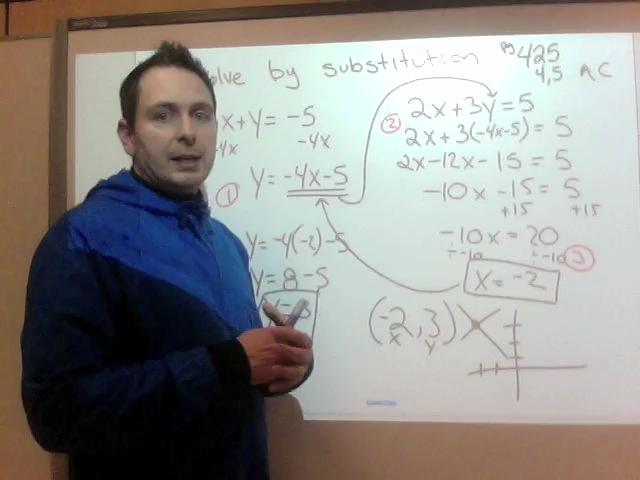 olve by substitution Pg 425
4,5 AC
x+y= -5
-4x -4x
① y= -4x-5
y= -4(-2)-5
y= 8-5
② 2x+3y=5
2x+3(-4x-5)= 5
2x-12x-15=5
-10x-15=5
+15 +15
-10x=20
÷-10 ÷-10 ③
x=-2
(-2,3)
x y